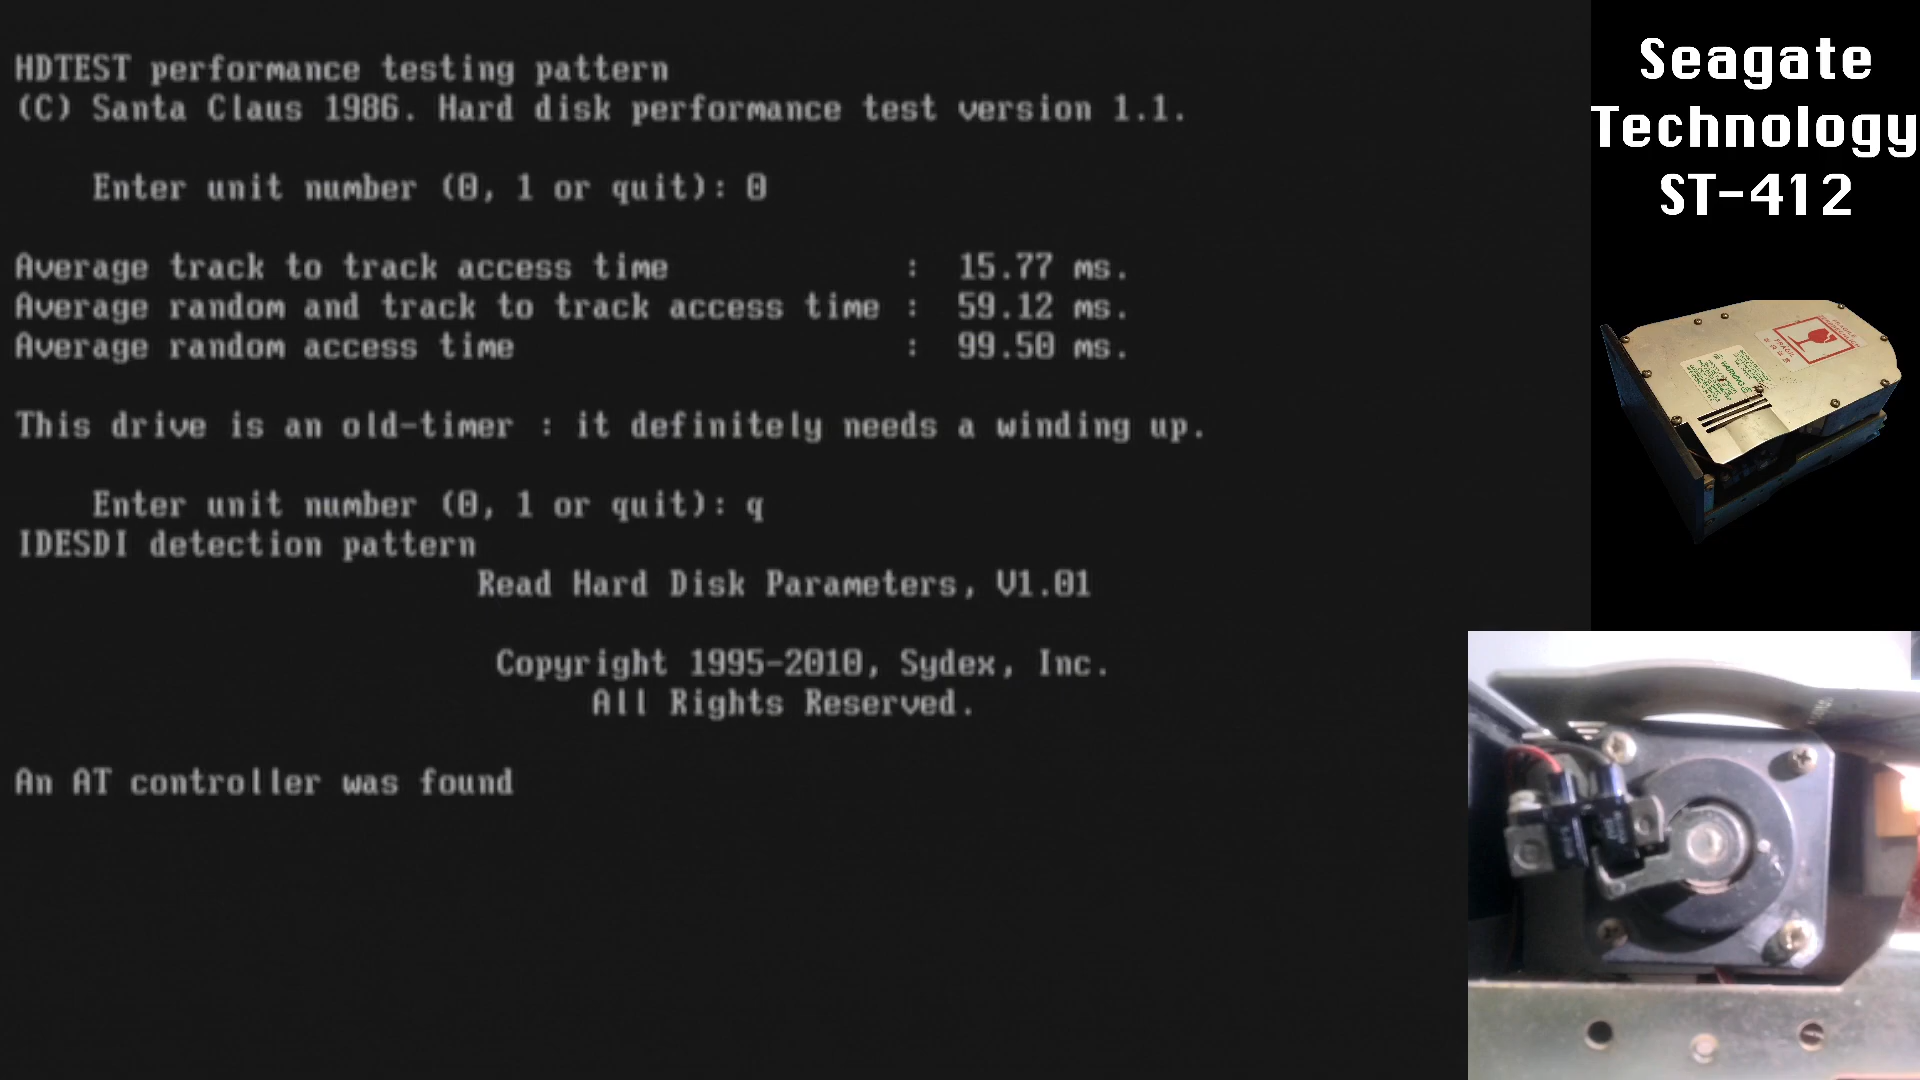 HDTEST performance testing pattern
(C) Santa Claus 1986. Hard disk performance test version 1.1.
Enter unit number (0, 1 or quit): 0
Average track to track access time : 15.77 ms.
Average random and track to track access time : 59.12 ms.
Average random access time : 99.50 ms.
This drive is an old-timer : it definitely needs a winding up.
Enter unit number (0, 1 or quit): q
IDESDI detection pattern
Read Hard Disk Parameters, V1.01
Copyright 1995-2010, Sydex, Inc.
All Rights Reserved.
An AT controller was found
Seagate
Technology
ST-412